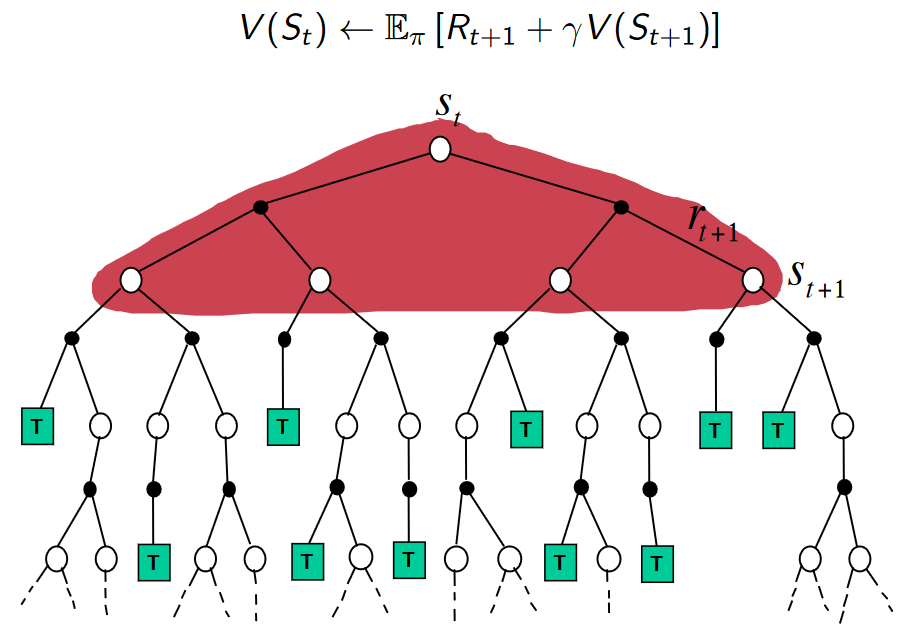 V(S_t) ← 𝔼_π [R_{t+1} + γV(S_{t+1})]
s_t
r_{t+1}
s_{t+1}
T T T T T
T T T T T